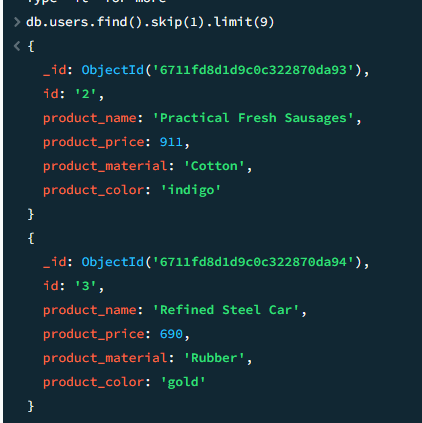 db.users.find().skip(1).limit(9)
{
_id: ObjectId('6711fd8d1d9c0c322870da93'),
id: '2',
product_name: 'Practical Fresh Sausages',
product_price: 911,
product_material: 'Cotton',
product_color: 'indigo'
}
{
_id: ObjectId('6711fd8d1d9c0c322870da94'),
id: '3',
product_name: 'Refined Steel Car',
product_price: 690,
product_material: 'Rubber',
product_color: 'gold'
}